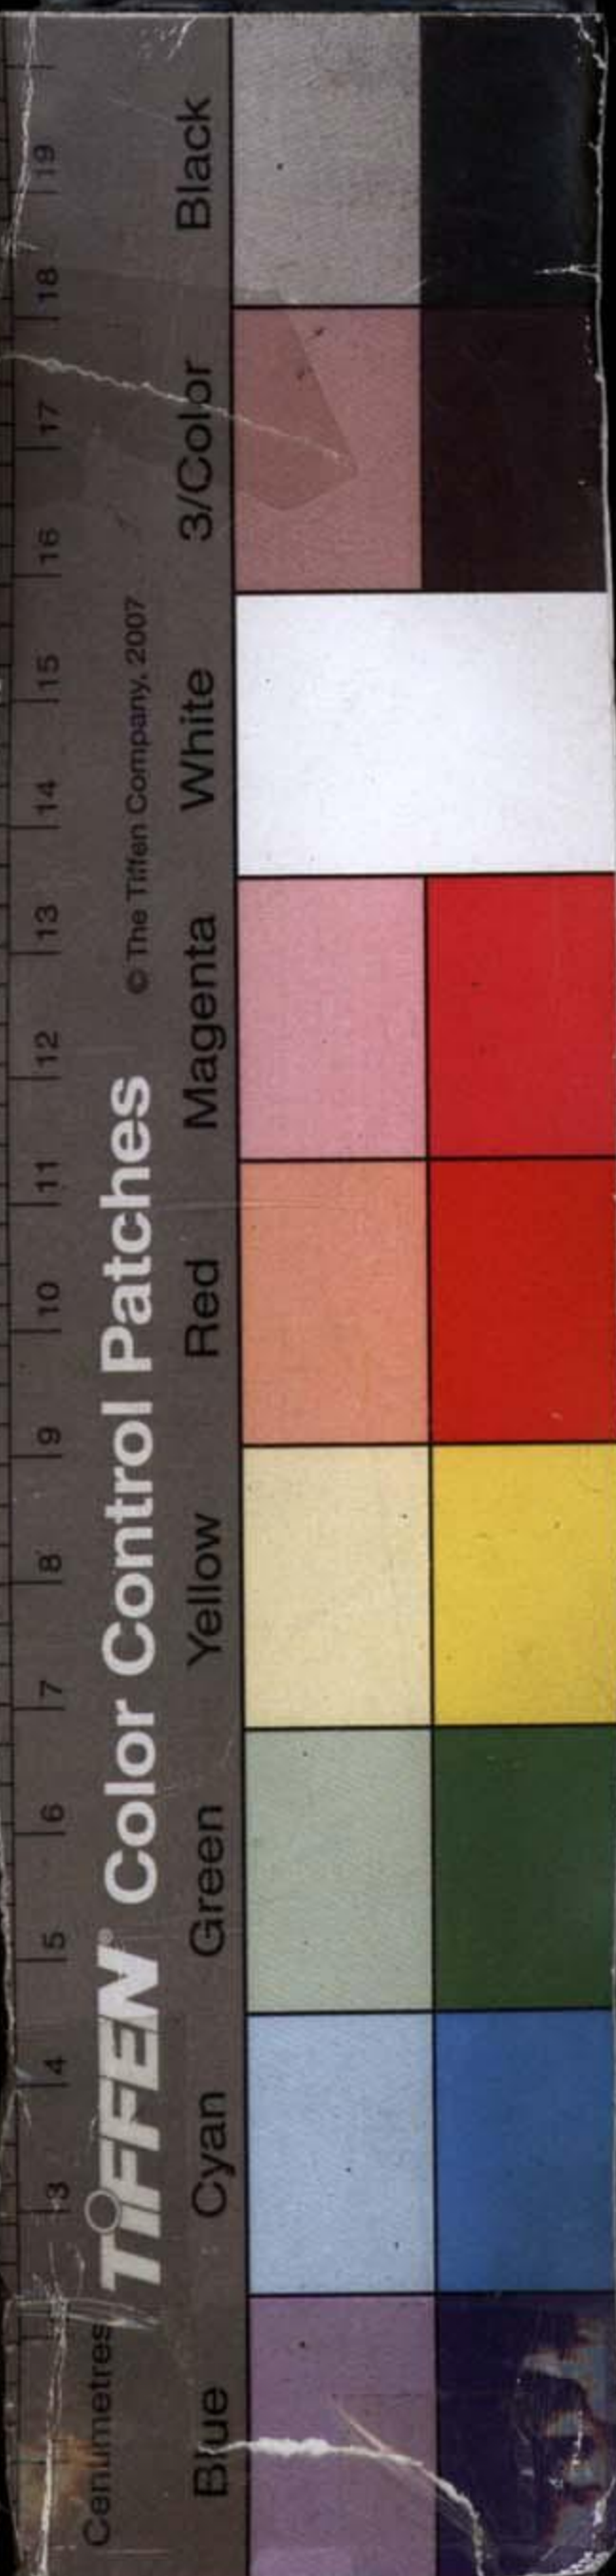 Centimetres
3 4 5 6 7 8 9 10 11 12 13 14 15 16 17 18 19
TIFFEN® Color Control Patches
© The Tiffen Company, 2007
Blue Cyan Green Yellow Red Magenta White 3/Color Black